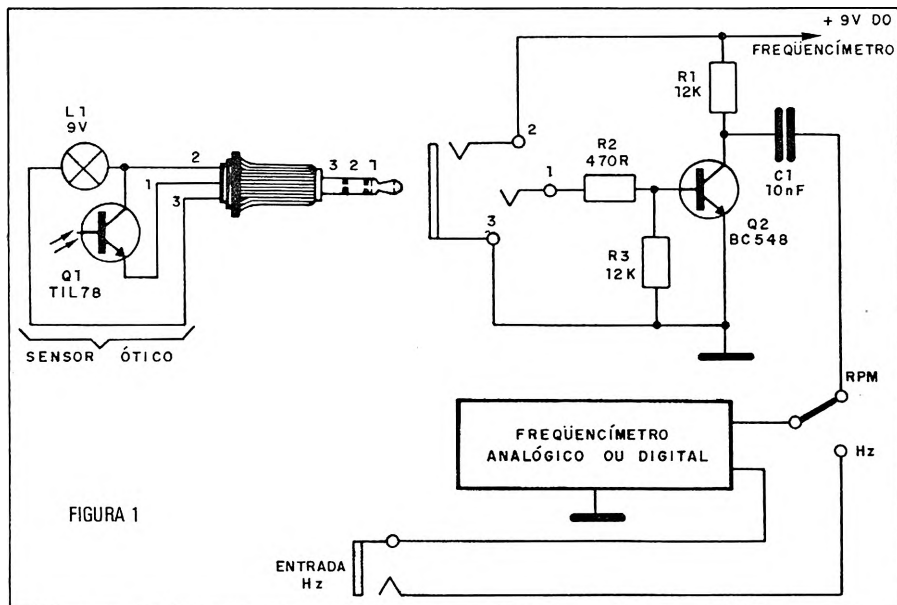 + 9V DO
FREQÜENCÍMETRO
L1
9V
2
1
3
Q1
TIL78
SENSOR ÓTICO
3 2 1
2
1
3
R2
470R
R3
12K
R1
12K
C1
10nF
Q2
BC548
RPM
Hz
FREQÜENCÍMETRO
ANALÓGICO OU DIGITAL
FIGURA 1
ENTRADA
Hz